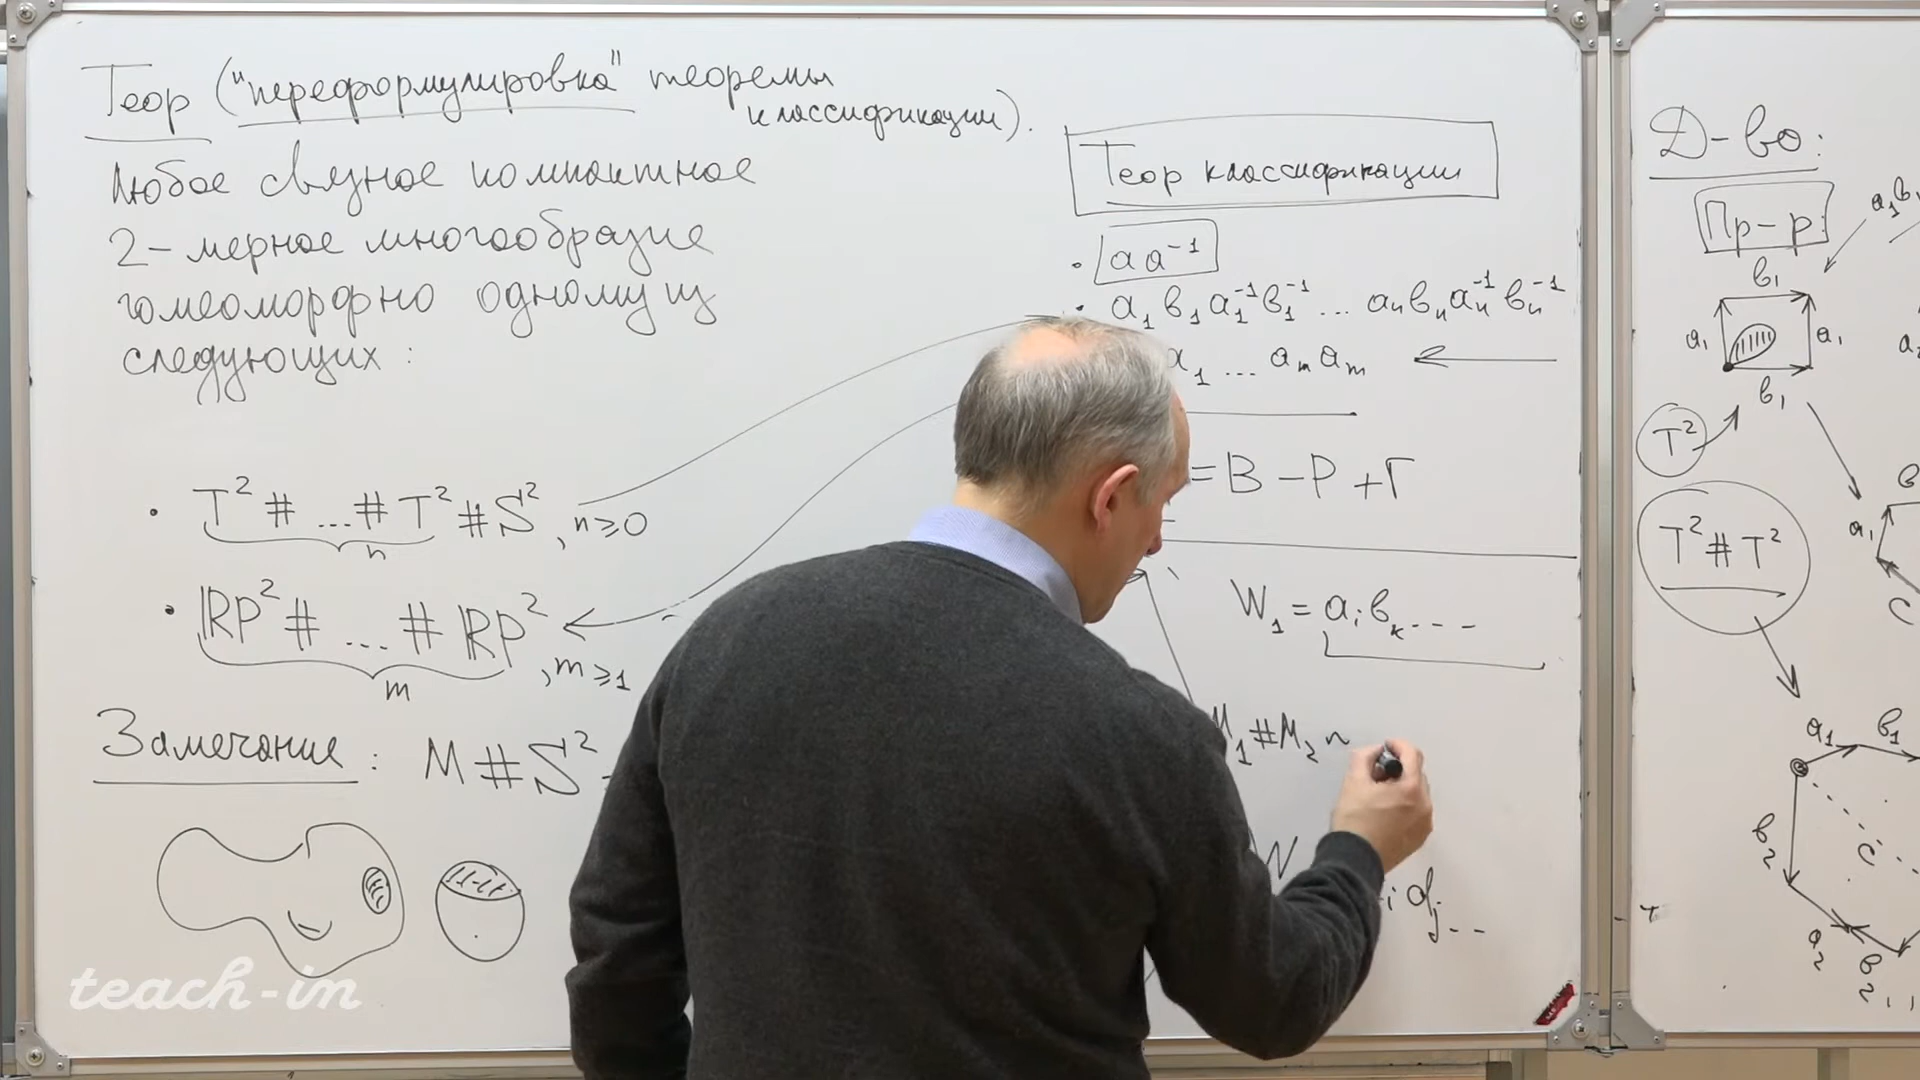 Теор ("переформулировка" теоремы
классификации).
Любое связное компактное
2-мерное многообразие
гомеоморфно одному из
следующих:
• T² # ... # T² # S², n ≥ 0
n
• RP² # ... # RP², m ≥ 1
m
Замечание: M # S²
Теор классификации
• aa⁻¹
• a₁b₁a₁⁻¹b₁⁻¹ ... aₙbₙaₙ⁻¹bₙ⁻¹
a₁ ... aₘaₘ
= В − Р + Г
W₁ = aᵢbₖ...
M₁ # M₂ ~
Д-во:
Пр-р:
a₁b₁
b₁
a₁ a₁
b₁
T²
a₁
c
T² # T²
a₁ b₁
b₂
c
a₂
b₂
teach-in